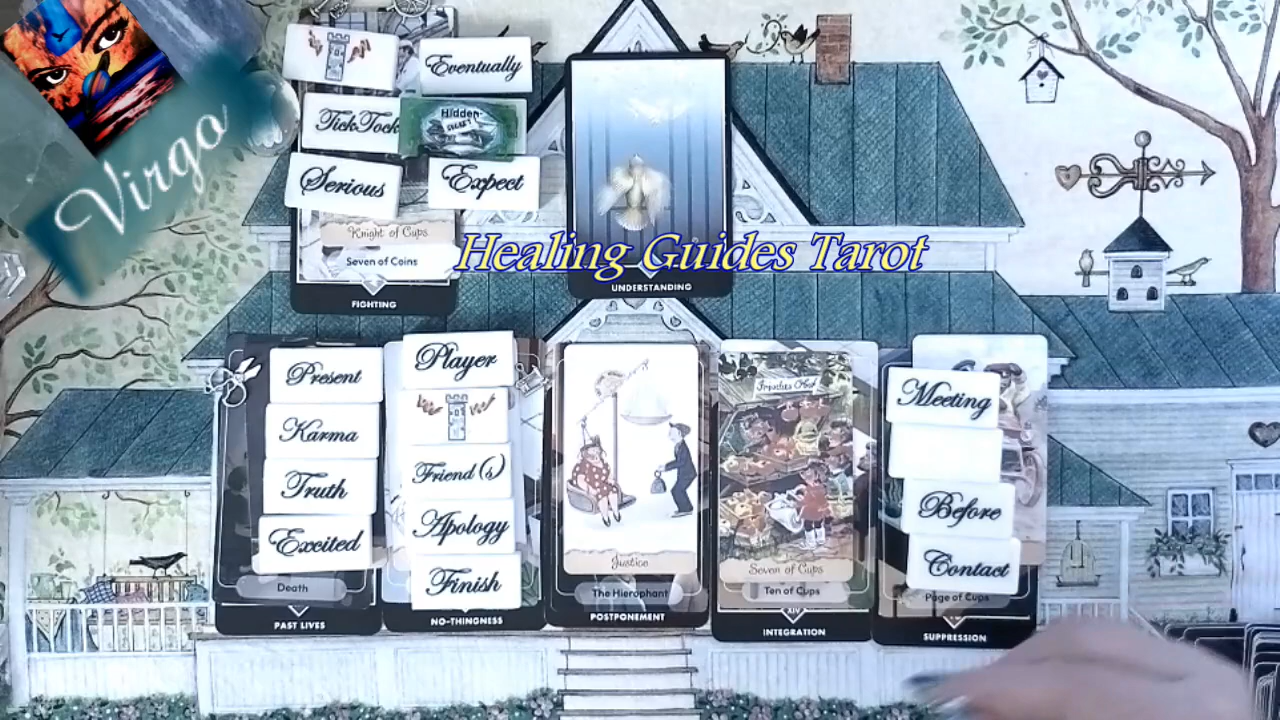 Virgo
Eventually
TickTock
Hidden
SECRET
Serious
Expect
Knight of Cups
Seven of Coins
FIGHTING
UNDERSTANDING
Healing Guides Tarot
Present
Karma
Truth
Excited
Death
PAST LIVES
Player
Friend(s)
Apology
Finish
NO-THINGNESS
Justice
The Hierophant
POSTPONEMENT
Seven of Cups
Ten of Cups
XIV
INTEGRATION
Meeting
Before
Contact
Page of Cups
SUPPRESSION